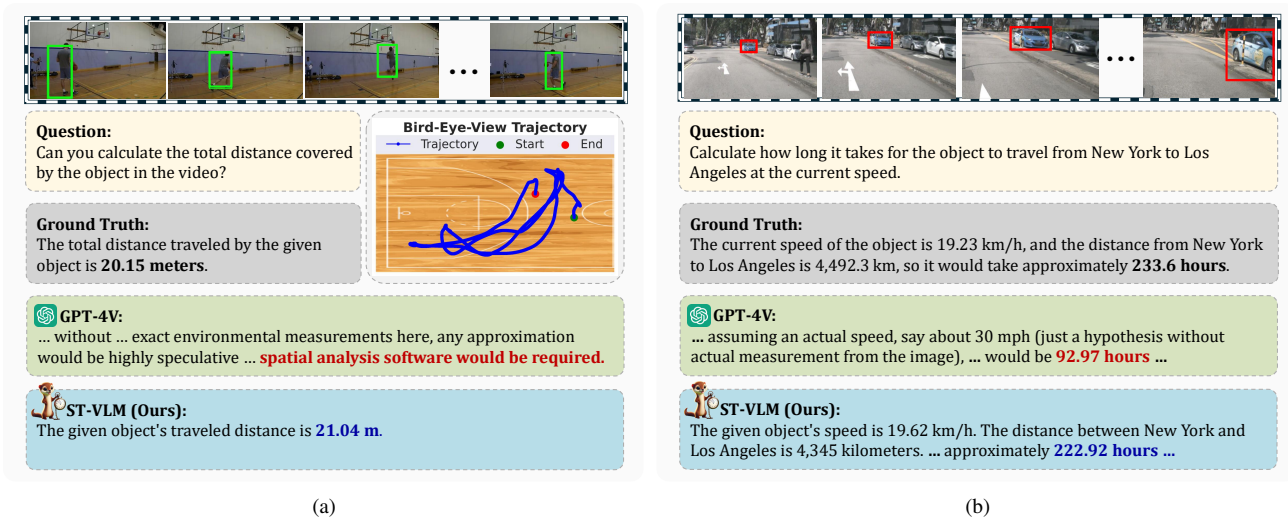 Question:
Can you calculate the total distance covered
by the object in the video?
Bird-Eye-View Trajectory
Trajectory Start End
Ground Truth:
The total distance traveled by the given
object is 20.15 meters.
GPT-4V:
... without ... exact environmental measurements here, any approximation
would be highly speculative ... spatial analysis software would be required.
ST-VLM (Ours):
The given object's traveled distance is 21.04 m.
(a)
Question:
Calculate how long it takes for the object to travel from New York to Los
Angeles at the current speed.
Ground Truth:
The current speed of the object is 19.23 km/h, and the distance from New York
to Los Angeles is 4,492.3 km, so it would take approximately 233.6 hours.
GPT-4V:
... assuming an actual speed, say about 30 mph (just a hypothesis without
actual measurement from the image), ... would be 92.97 hours ...
ST-VLM (Ours):
The given object's speed is 19.62 km/h. The distance between New York and
Los Angeles is 4,345 kilometers. ... approximately 222.92 hours ...
(b)